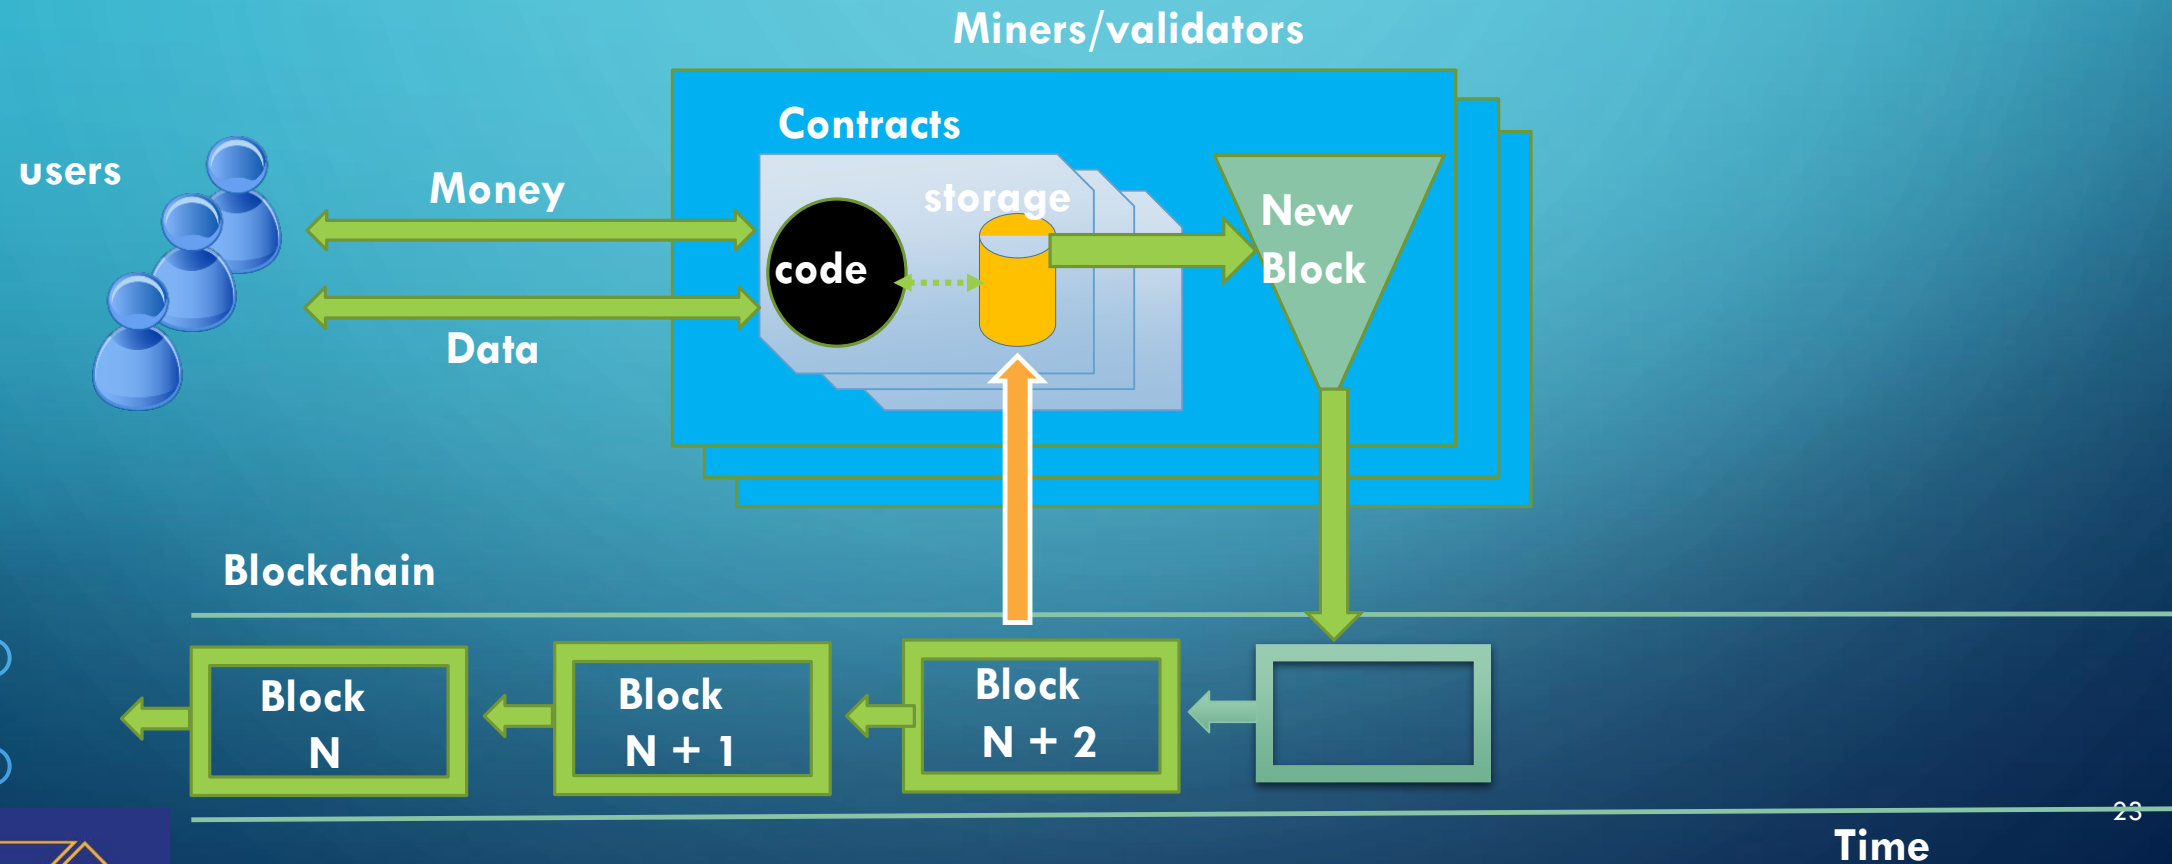 Miners/validators
Contracts
users
Money
storage
New
Block
code
Data
Blockchain
Block
N
Block
N + 1
Block
N + 2
23
Time